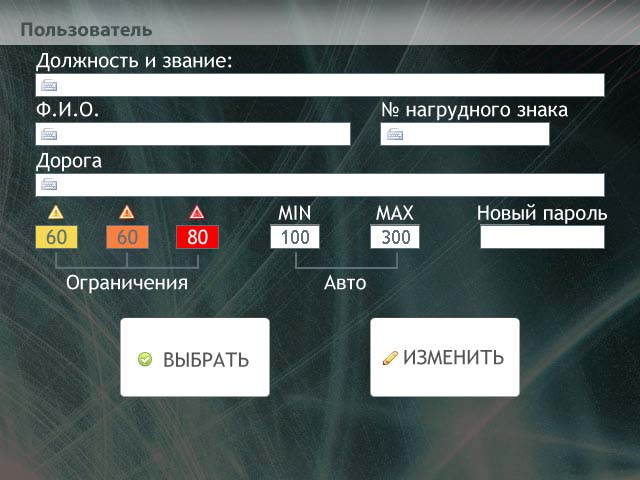 Пользователь
Должность и звание:
Ф.И.О. № нагрудного знака
Дорога
MIN MAX Новый пароль
60 60 80 100 300
Ограничения Авто
ВЫБРАТЬ ИЗМЕНИТЬ